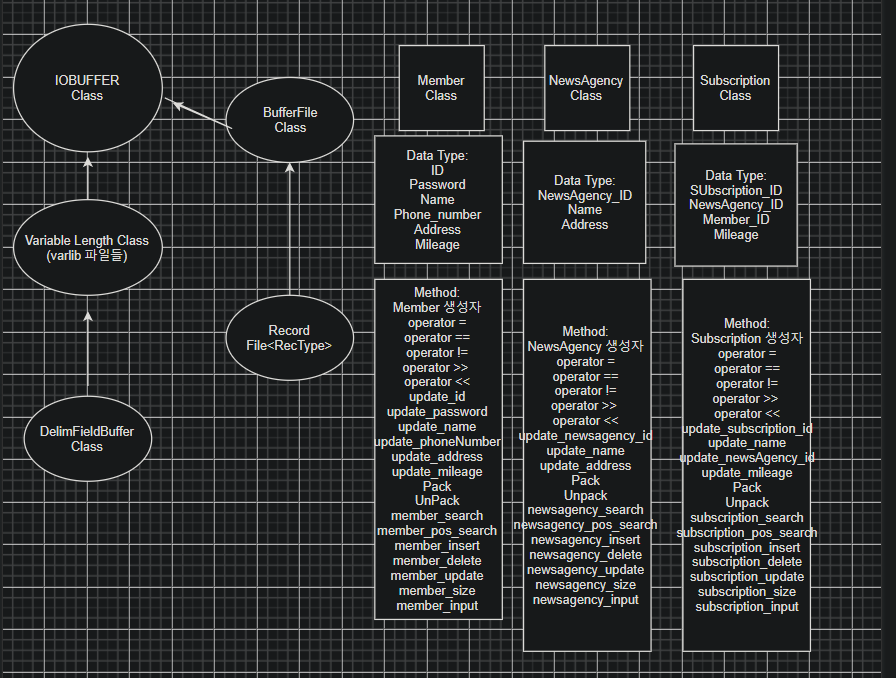 IOBUFFER
Class
BufferFile
Class
Variable Length Class
(varlib 파일들)
Record
File<RecType>
DelimFieldBuffer
Class
Member
Class
Data Type:
ID
Password
Name
Phone_number
Address
Mileage
Method:
Member 생성자
operator =
operator ==
operator !=
operator >>
operator <<
update_id
update_password
update_name
update_phoneNumber
update_address
update_mileage
Pack
UnPack
member_search
member_pos_search
member_insert
member_delete
member_update
member_size
member_input
NewsAgency
Class
Data Type:
NewsAgency_ID
Name
Address
Method:
NewsAgency 생성자
operator =
operator ==
operator !=
operator >>
operator <<
update_newsagency_id
update_name
update_address
Pack
Unpack
newsagency_search
newsagency_pos_search
newsagency_insert
newsagency_delete
newsagency_update
newsagency_size
newsagency_input
Subscription
Class
Data Type:
SUbscription_ID
NewsAgency_ID
Member_ID
Mileage
Method:
Subscription 생성자
operator =
operator ==
operator !=
operator >>
operator <<
update_subscription_id
update_name
update_newsAgency_id
update_mileage
Pack
Unpack
subscription_search
subscription_pos_search
subscription_insert
subscription_delete
subscription_update
subscription_size
subscription_input